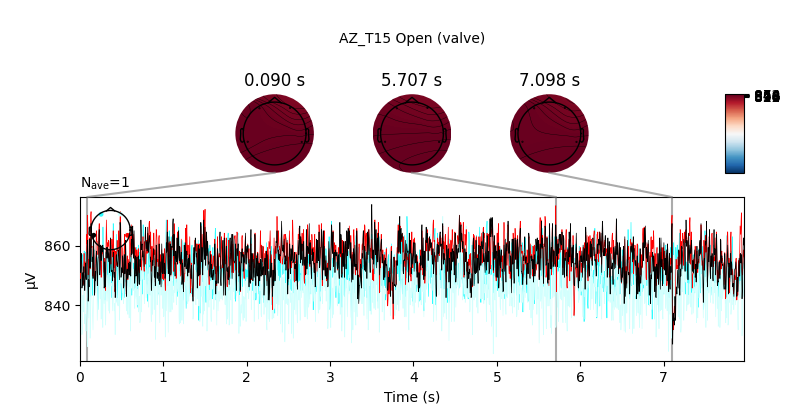 AZ_T15 Open (valve)
0.090 s 5.707 s 7.098 s
Nave=1
860
840
µV
0 1 2 3 4 5 6 7
Time (s)